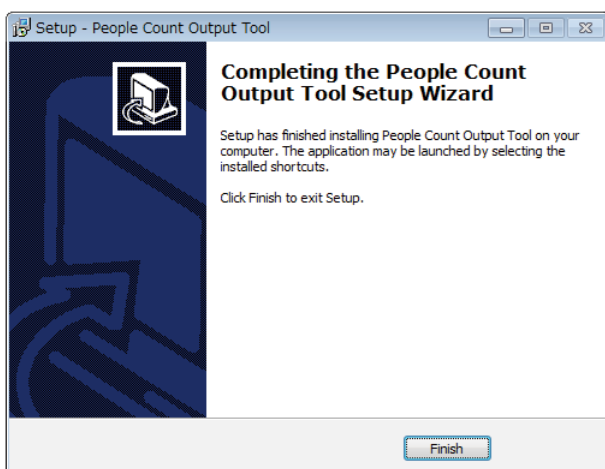 Setup - People Count Output Tool
Completing the People Count
Output Tool Setup Wizard
Setup has finished installing People Count Output Tool on your
computer. The application may be launched by selecting the
installed shortcuts.
Click Finish to exit Setup.
Finish